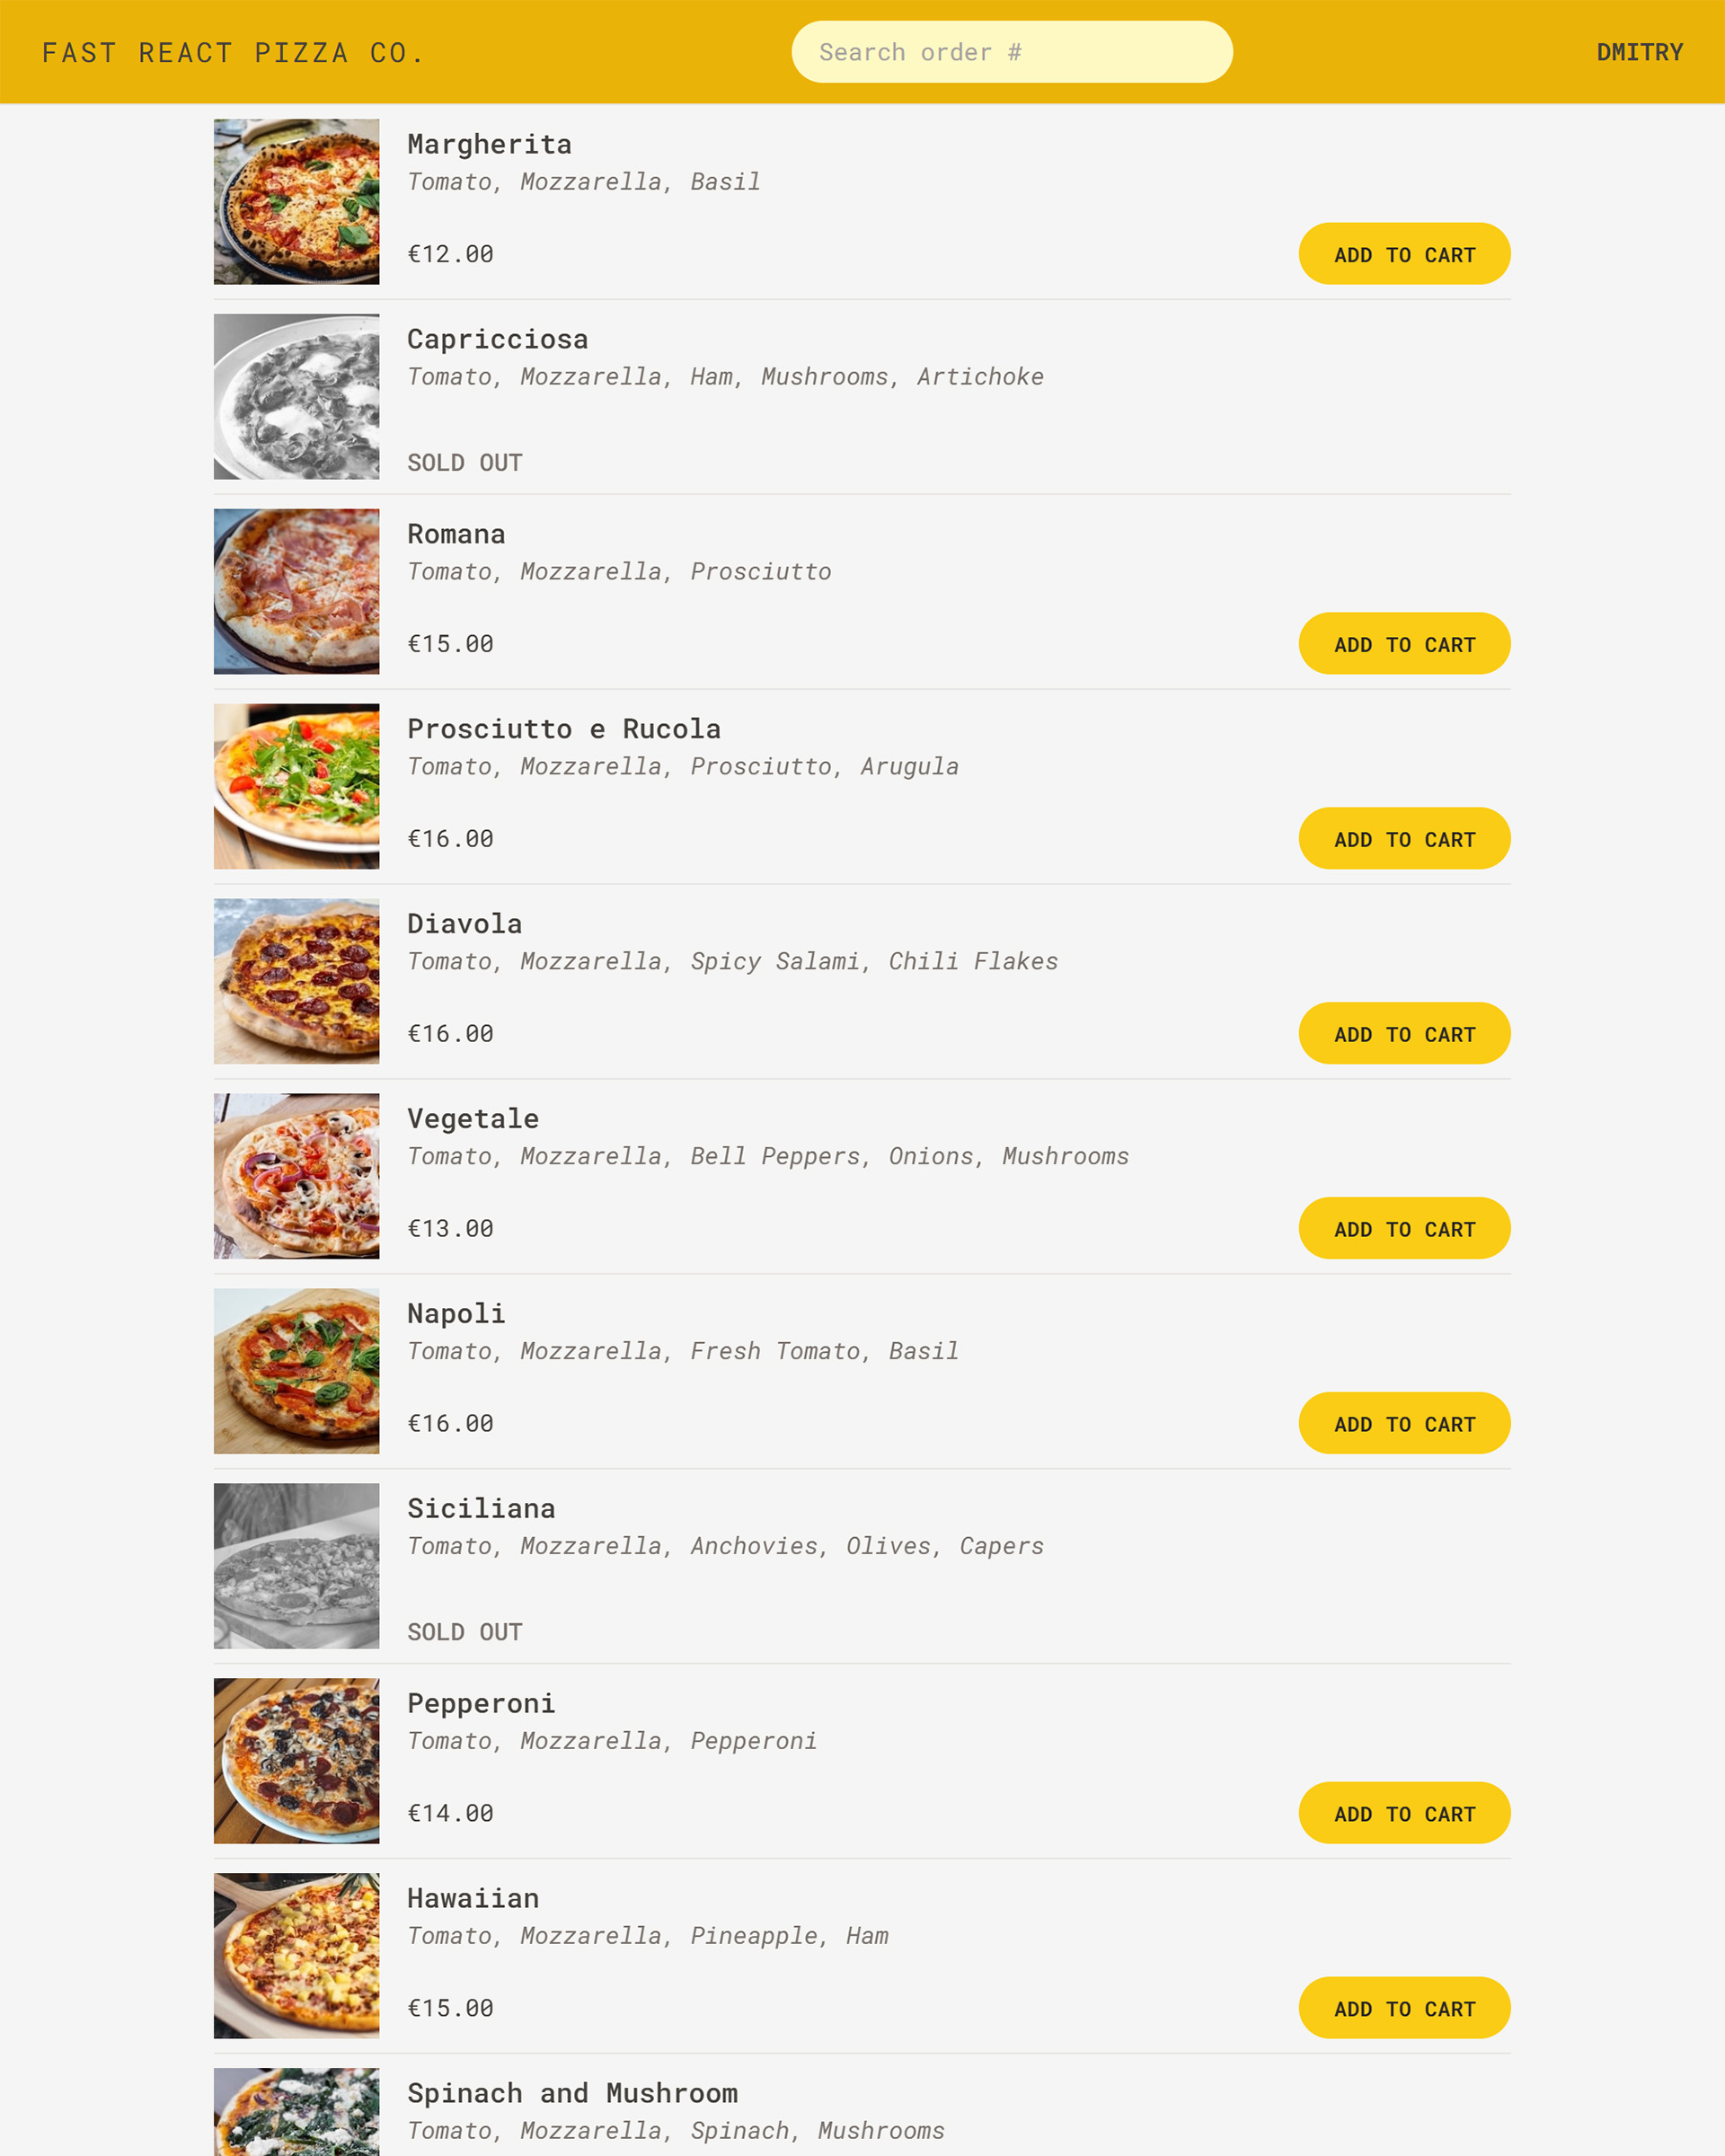 FAST REACT PIZZA CO.
Search order #
DMITRY
Margherita
Tomato, Mozzarella, Basil
€12.00
ADD TO CART
Capricciosa
Tomato, Mozzarella, Ham, Mushrooms, Artichoke
SOLD OUT
Romana
Tomato, Mozzarella, Prosciutto
€15.00
ADD TO CART
Prosciutto e Rucola
Tomato, Mozzarella, Prosciutto, Arugula
€16.00
ADD TO CART
Diavola
Tomato, Mozzarella, Spicy Salami, Chili Flakes
€16.00
ADD TO CART
Vegetale
Tomato, Mozzarella, Bell Peppers, Onions, Mushrooms
€13.00
ADD TO CART
Napoli
Tomato, Mozzarella, Fresh Tomato, Basil
€16.00
ADD TO CART
Siciliana
Tomato, Mozzarella, Anchovies, Olives, Capers
SOLD OUT
Pepperoni
Tomato, Mozzarella, Pepperoni
€14.00
ADD TO CART
Hawaiian
Tomato, Mozzarella, Pineapple, Ham
€15.00
ADD TO CART
Spinach and Mushroom
Tomato, Mozzarella, Spinach, Mushrooms